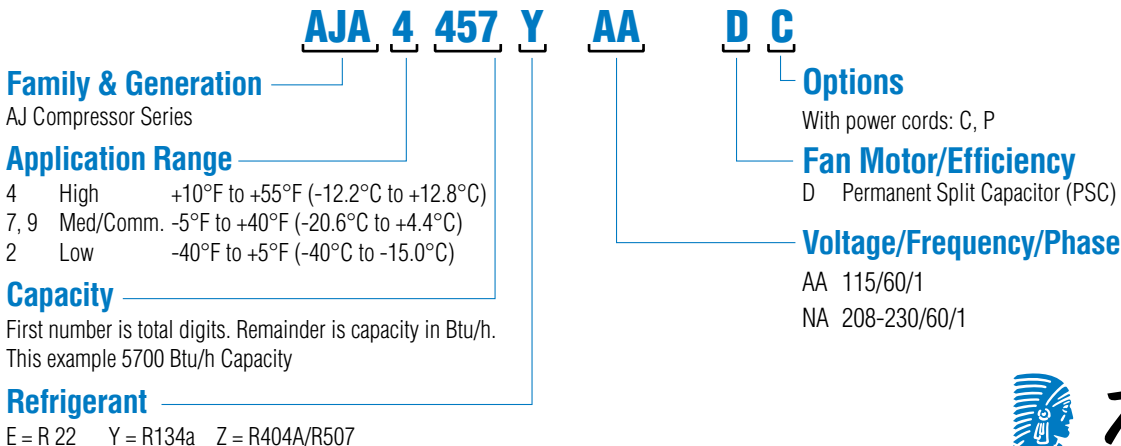 AJA 4 457 Y AA D C
Family & Generation
AJ Compressor Series
Application Range
4 High +10°F to +55°F (-12.2°C to +12.8°C)
7, 9 Med/Comm. -5°F to +40°F (-20.6°C to +4.4°C)
2 Low -40°F to +5°F (-40°C to -15.0°C)
Capacity
First number is total digits. Remainder is capacity in Btu/h.
This example 5700 Btu/h Capacity
Refrigerant
E = R 22 Y = R134a Z = R404A/R507
Options
With power cords: C, P
Fan Motor/Efficiency
D Permanent Split Capacitor (PSC)
Voltage/Frequency/Phase
AA 115/60/1
NA 208-230/60/1